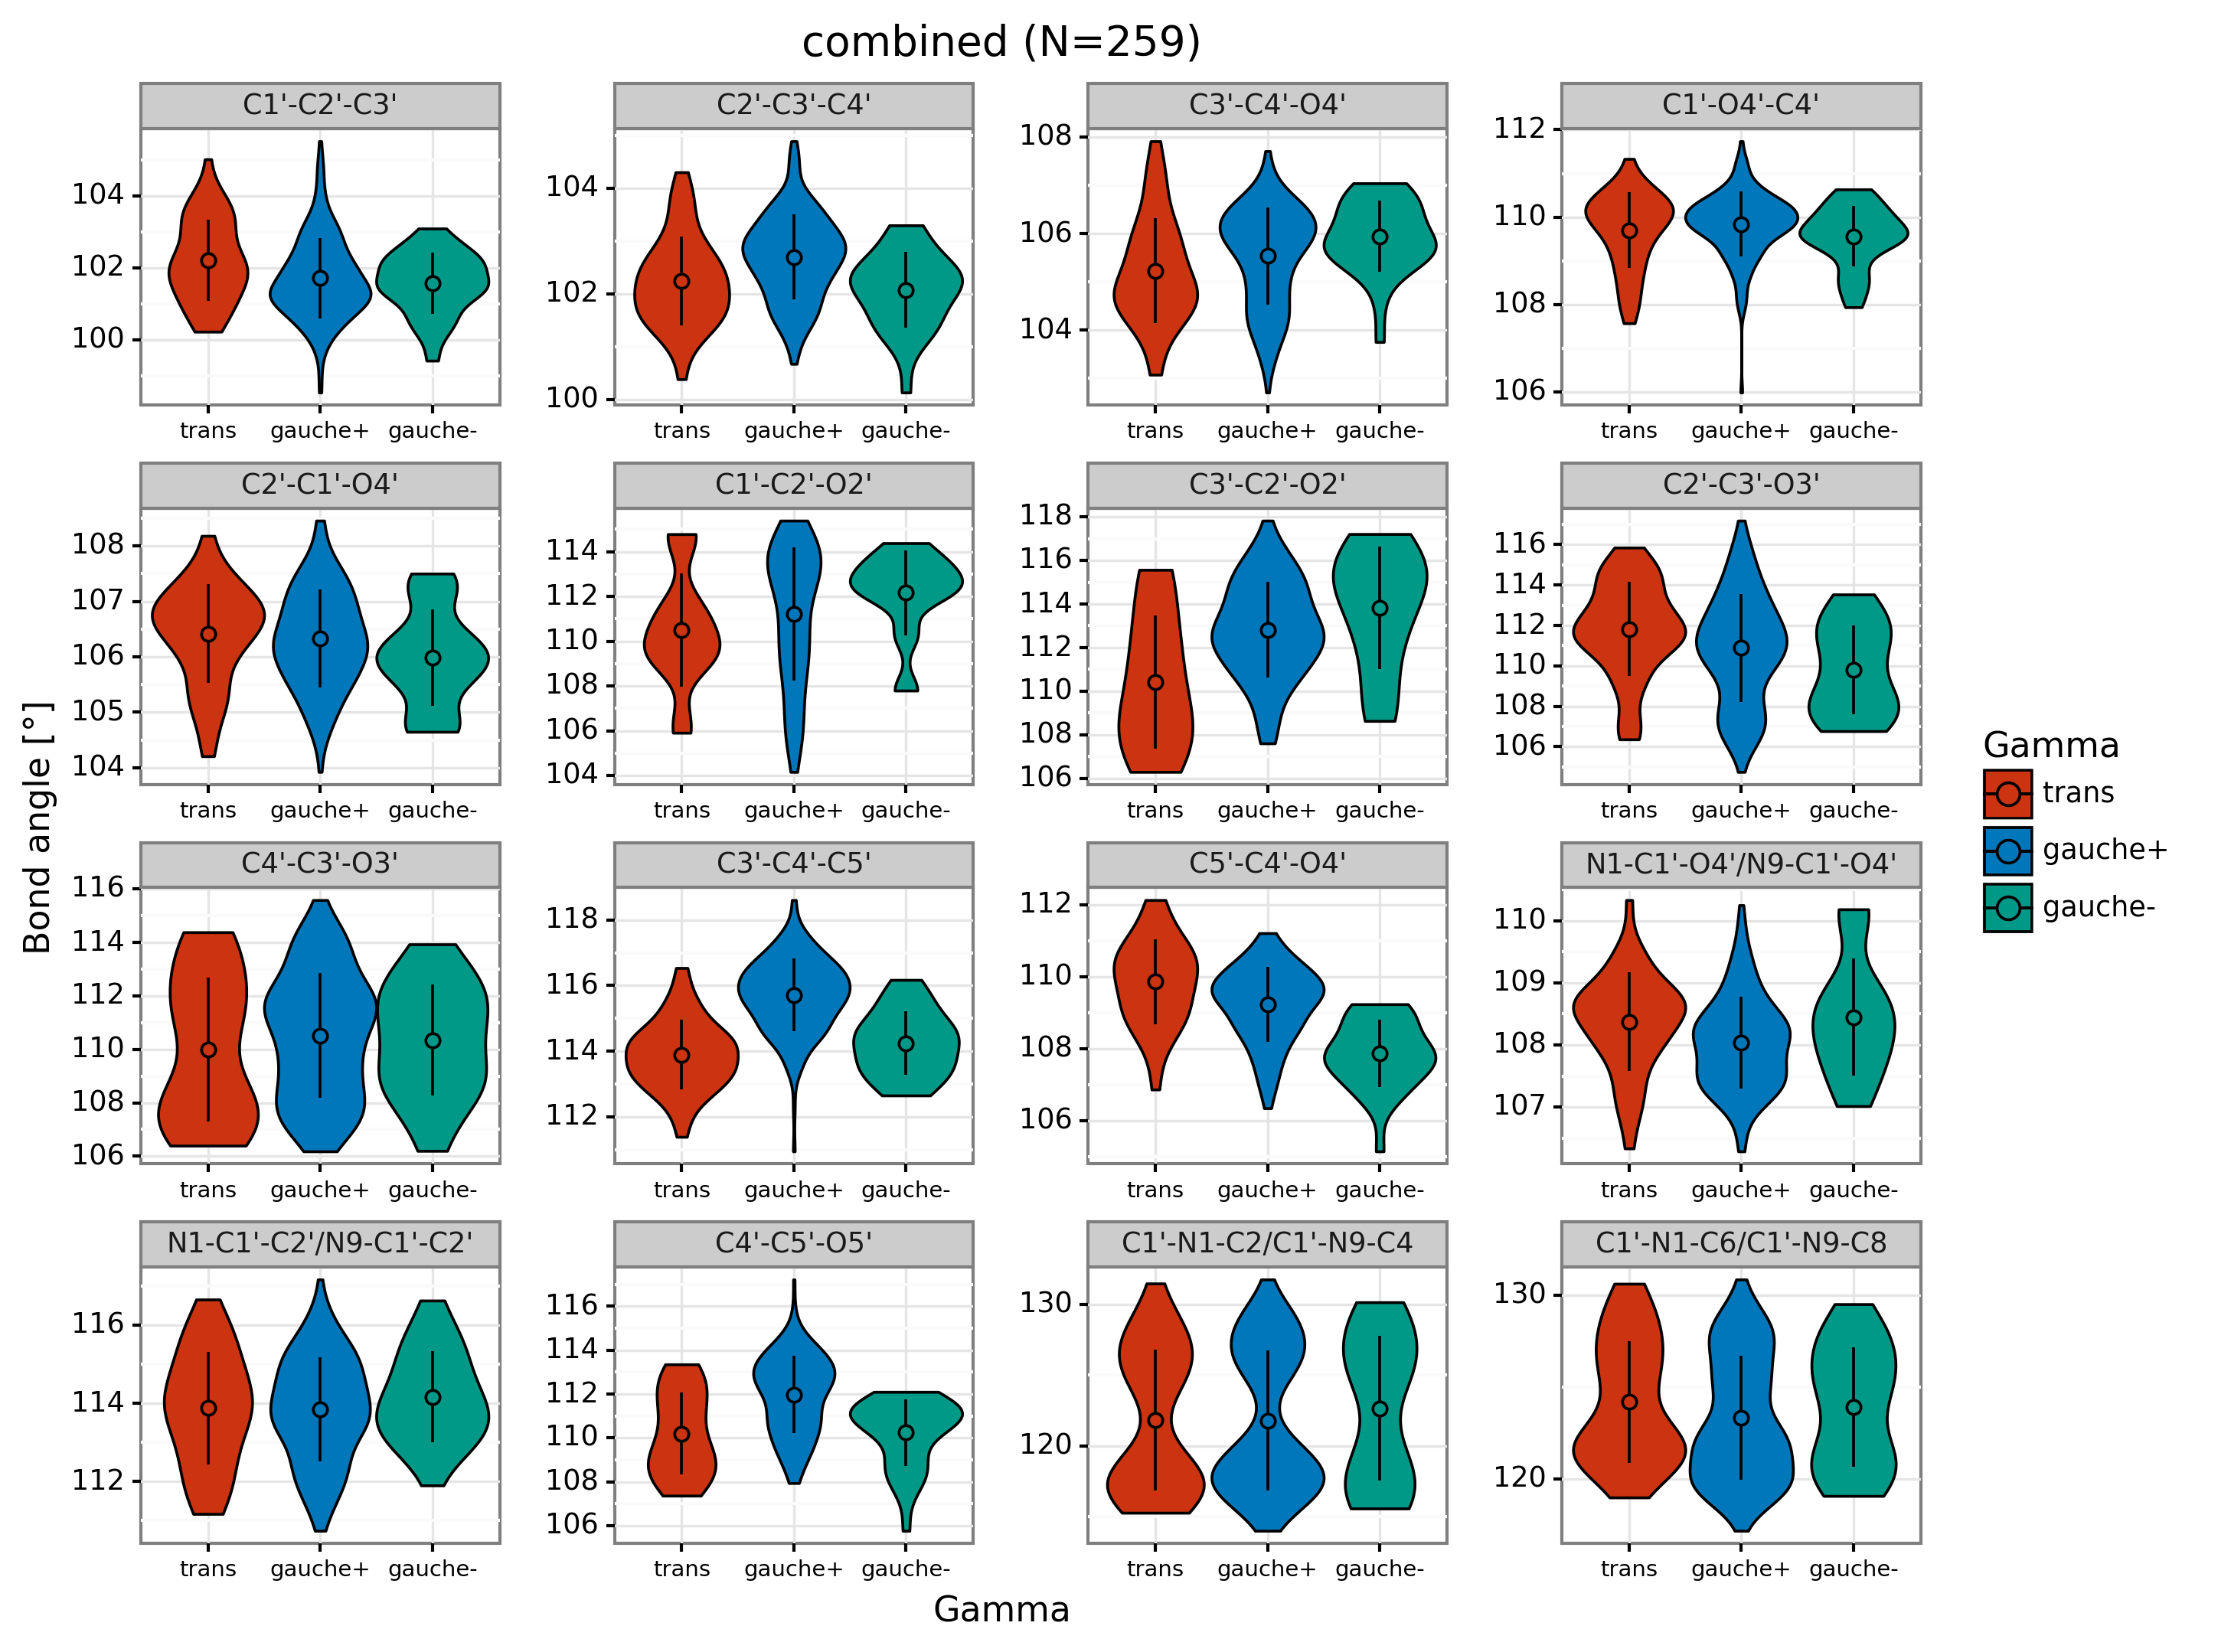 combined (N=259)
C1'-C2'-C3'
C2'-C3'-C4'
C3'-C4'-O4'
C1'-O4'-C4'
104
102
100
104
102
100
108
106
104
112
110
108
106
trans gauche+ gauche-
trans gauche+ gauche-
trans gauche+ gauche-
trans gauche+ gauche-
C2'-C1'-O4'
C1'-C2'-O2'
C3'-C2'-O2'
C2'-C3'-O3'
108
107
106
105
104
114
112
110
108
106
104
118
116
114
112
110
108
106
116
114
112
110
108
106
trans gauche+ gauche-
trans gauche+ gauche-
trans gauche+ gauche-
trans gauche+ gauche-
C4'-C3'-O3'
C3'-C4'-C5'
C5'-C4'-O4'
N1-C1'-O4'/N9-C1'-O4'
116
114
112
110
108
106
118
116
114
112
112
110
108
106
110
109
108
107
trans gauche+ gauche-
trans gauche+ gauche-
trans gauche+ gauche-
trans gauche+ gauche-
N1-C1'-C2'/N9-C1'-C2'
C4'-C5'-O5'
C1'-N1-C2/C1'-N9-C4
C1'-N1-C6/C1'-N9-C8
116
114
112
116
114
112
110
108
106
130
120
130
120
trans gauche+ gauche-
trans gauche+ gauche-
trans gauche+ gauche-
trans gauche+ gauche-
Bond angle [°]
Gamma
Gamma
trans
gauche+
gauche-